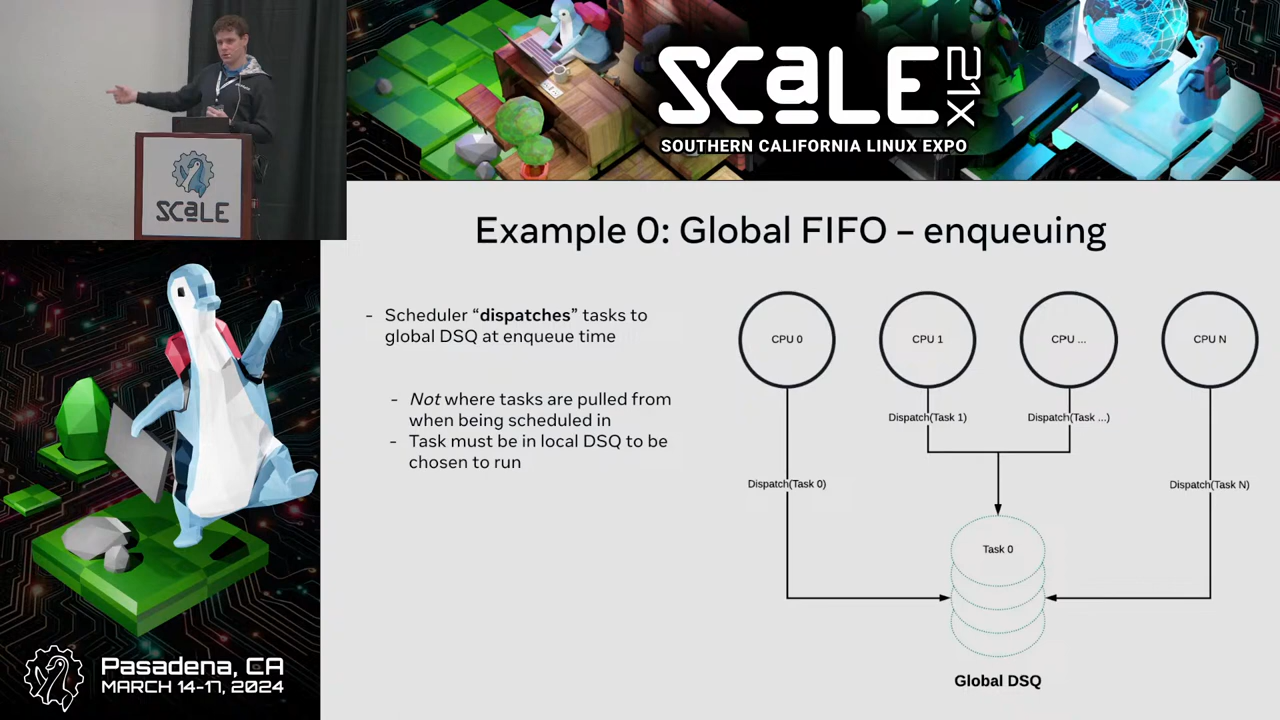 SCaLE 21X
SOUTHERN CALIFORNIA LINUX EXPO
SCaLE
Example 0: Global FIFO – enqueuing
- Scheduler “dispatches” tasks to
global DSQ at enqueue time
- Not where tasks are pulled from
when being scheduled in
- Task must be in local DSQ to be
chosen to run
CPU 0
CPU 1
CPU ...
CPU N
Dispatch(Task 1)
Dispatch(Task ...)
Dispatch(Task 0)
Dispatch(Task N)
Task 0
Global DSQ
Pasadena, CA
MARCH 14-17, 2024